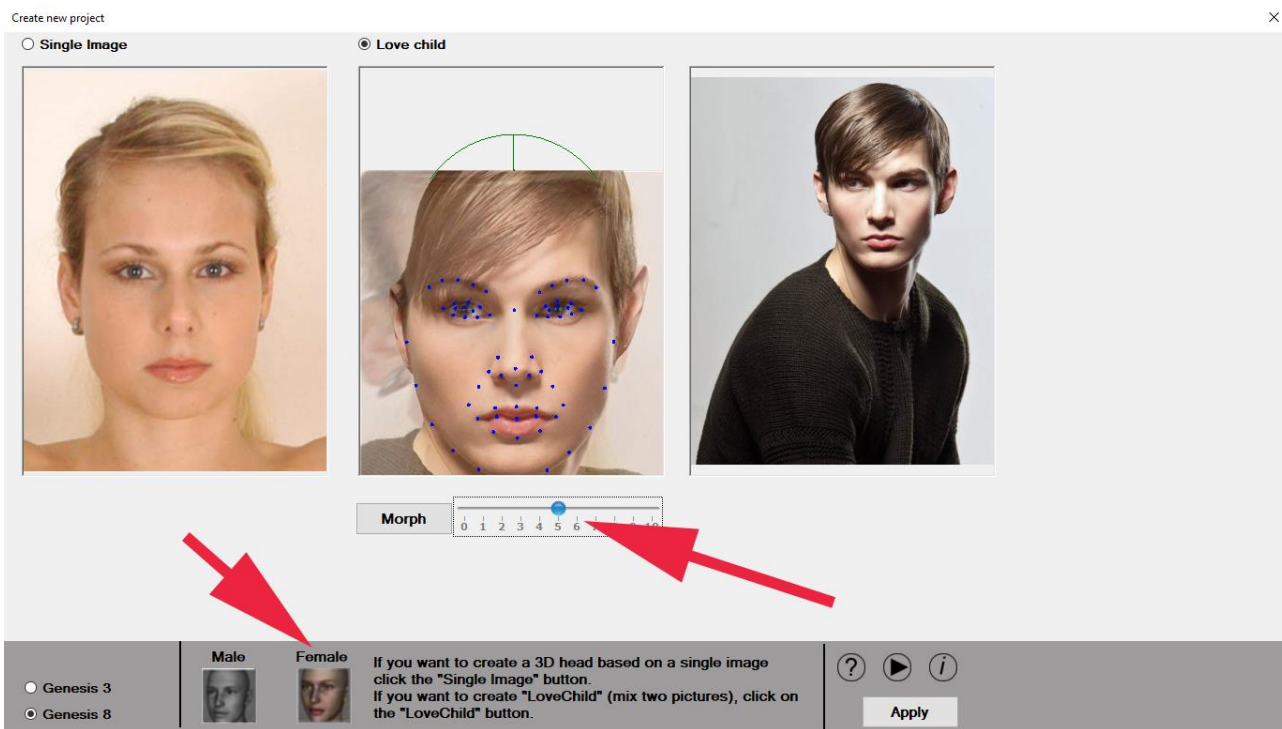 Create new project
Single Image
Love child
Morph
0 1 2 3 4 5 6
Male
Female
If you want to create a 3D head based on a single image
click the "Single Image" button.
If you want to create "LoveChild" (mix two pictures), click on
the "LoveChild" button.
Genesis 3
Genesis 8
?
i
Apply